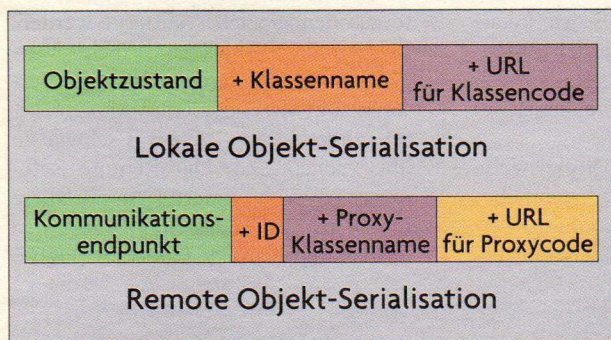 Objektzustand
+ Klassenname
+ URL
für Klassencode
Lokale Objekt-Serialisation
Kommunikations-
endpunkt
+ ID
+ Proxy-
Klassenname
+ URL
für Proxycode
Remote Objekt-Serialisation